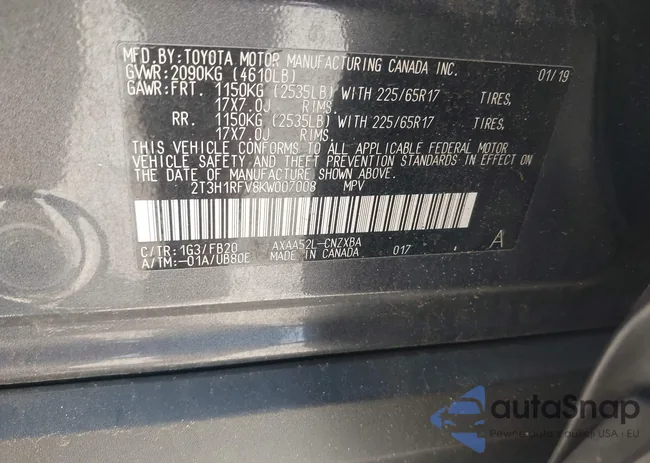 MFD.BY: TOYOTA MOTOR MANUFACTURING CANADA INC.
GVWR: 2090KG (4610LB) 01/19
GAWR: FRT. 1150KG (2535LB) WITH 225/65R17 TIRES,
17X7.0J RIMS,
RR. 1150KG (2535LB) WITH 225/65R17 TIRES,
17X7.0J RIMS.
THIS VEHICLE CONFORMS TO ALL APPLICABLE FEDERAL MOTOR
VEHICLE SAFETY AND THEFT PREVENTION STANDARDS IN EFFECT ON
THE DATE OF MANUFACTURE SHOWN ABOVE.
2T3H1RFV8KW007008 MPV
C/TR: 1G3/FB20 AXAA52L-CNZXBA
A/TM: -01A/UB80E MADE IN CANADA 017 A
autoSnap
USA · EU